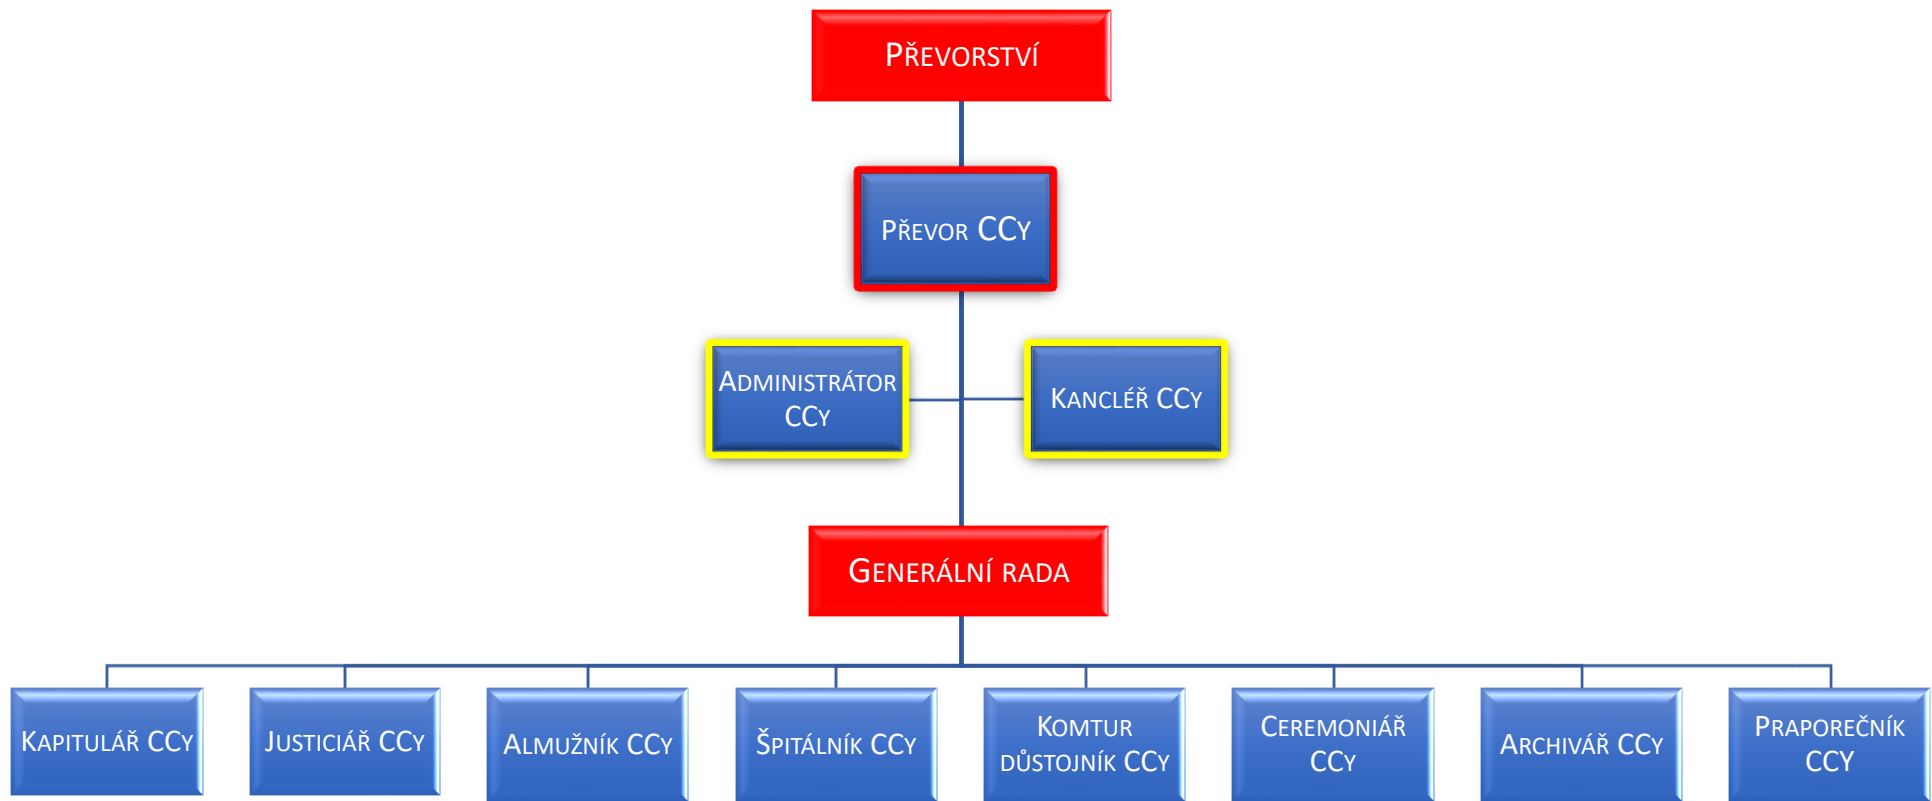 Převorství
Převor CCy
Administrátor
CCy
Kancléř CCy
Generální rada
Kapitulář CCy
Justiciář CCy
Almužník CCy
Špitálník CCy
Komtur
důstojník CCy
Ceremoniář
CCy
Archivář CCy
Praporečník
CCY